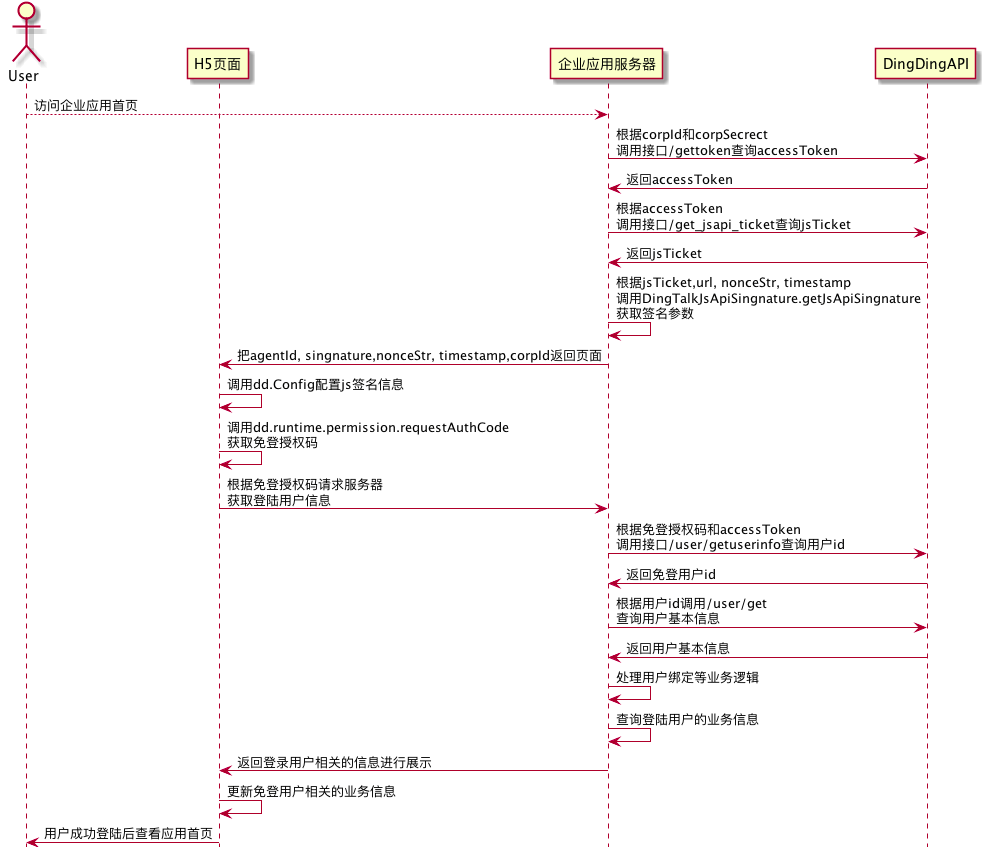 User
H5页面
企业应用服务器
DingDingAPI
访问企业应用首页
根据corpId和corpSecrect
调用接口/gettoken查询accessToken
返回accessToken
根据accessToken
调用接口/get_jsapi_ticket查询jsTicket
返回jsTicket
根据jsTicket,url, nonceStr, timestamp
调用DingTalkJsApiSingnature.getJsApiSingnature
获取签名参数
把agentId, singnature,nonceStr, timestamp,corpId返回页面
调用dd.Config配置js签名信息
调用dd.runtime.permission.requestAuthCode
获取免登授权码
根据免登授权码请求服务器
获取登陆用户信息
根据免登授权码和accessToken
调用接口/user/getuserinfo查询用户id
返回免登用户id
根据用户id调用/user/get
查询用户基本信息
返回用户基本信息
处理用户绑定等业务逻辑
查询登陆用户的业务信息
返回登录用户相关的信息进行展示
更新免登用户相关的业务信息
用户成功登陆后查看应用首页